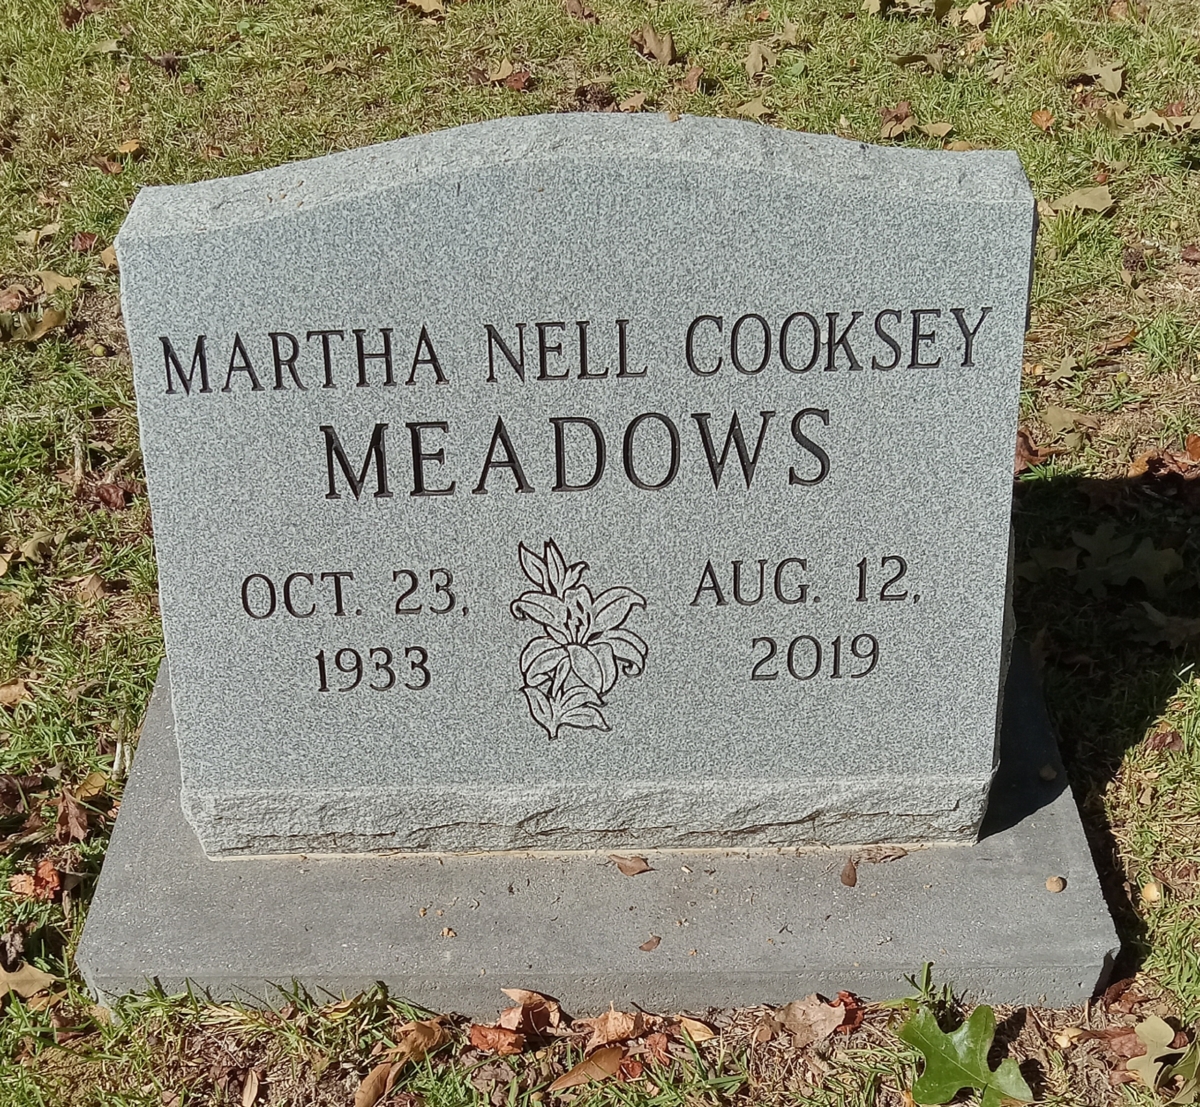 MARTHA NELL COOKSEY
MEADOWS
OCT. 23,
1933
AUG. 12,
2019